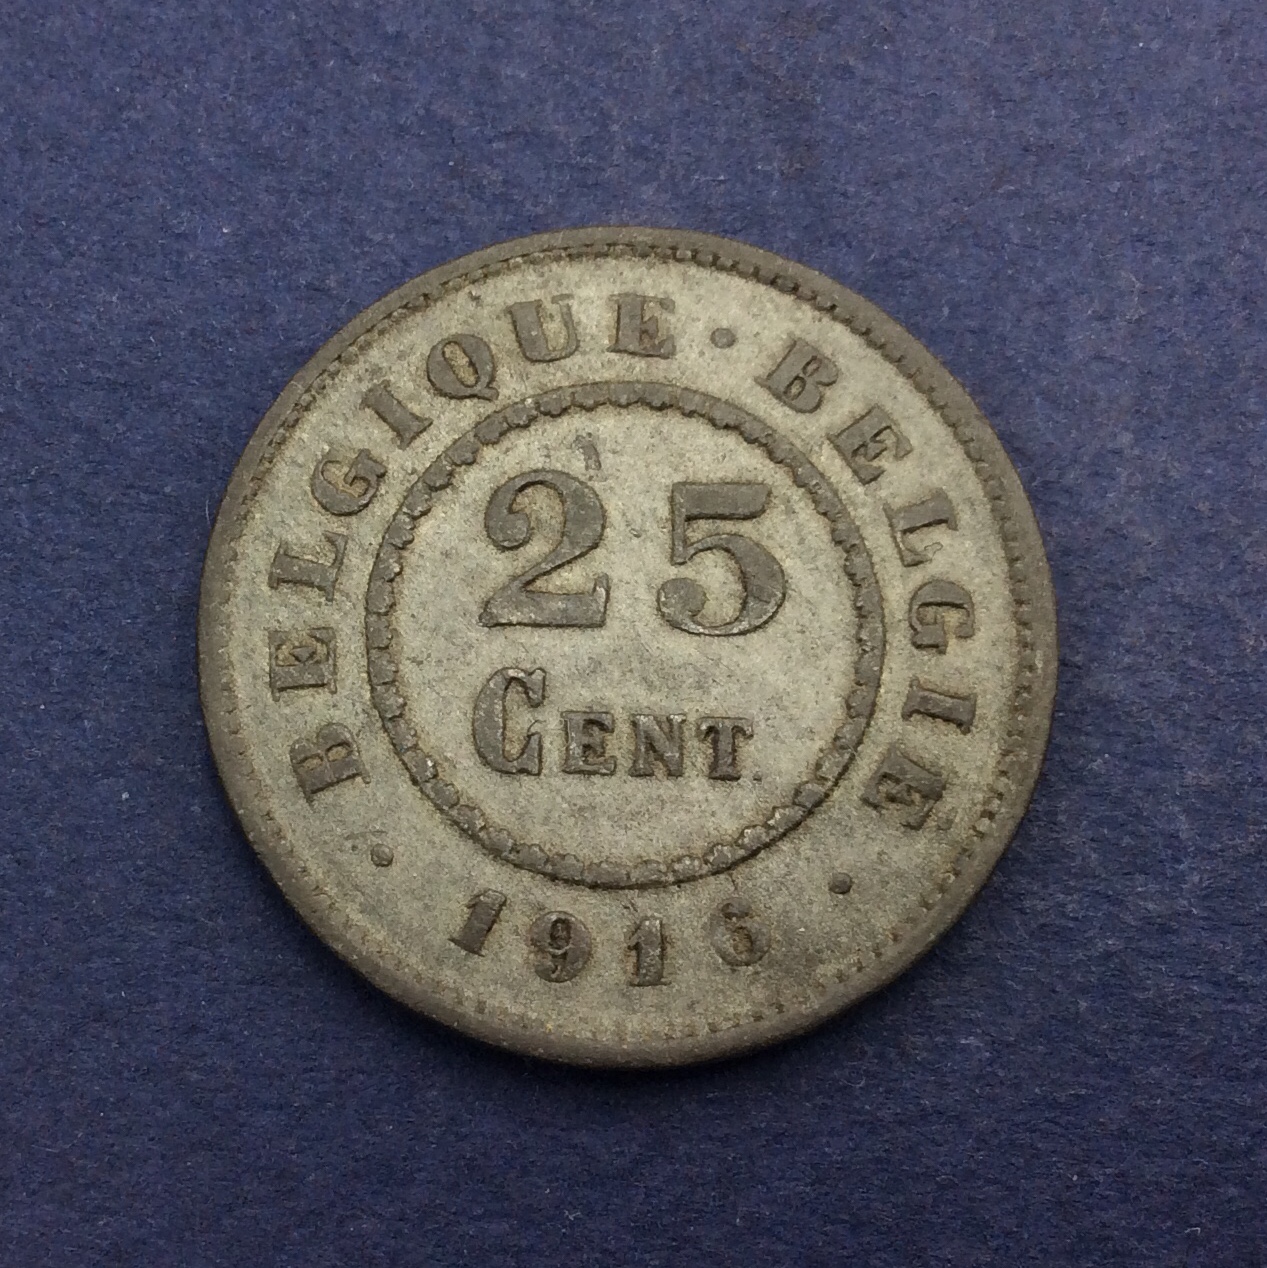 BELGIQUE · BELGIE
25
CENT
· 1916 ·